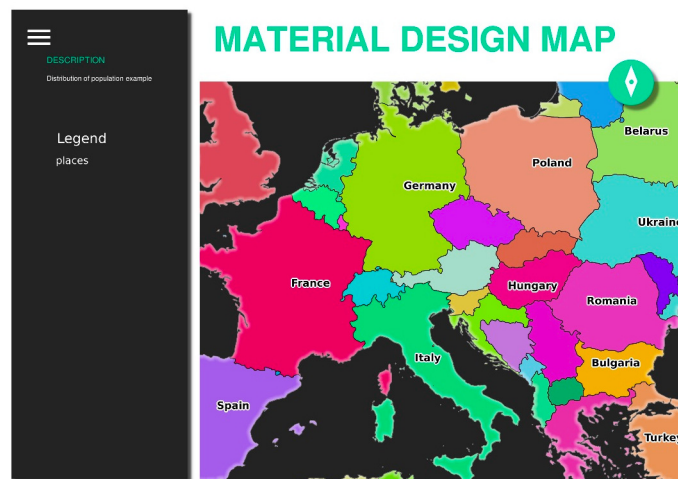 MATERIAL DESIGN MAP
DESCRIPTION
Distribution of population example
Legend
places
Belarus
Poland
Germany
Ukraine
France
Hungary
Romania
Italy
Bulgaria
Spain
Turkey